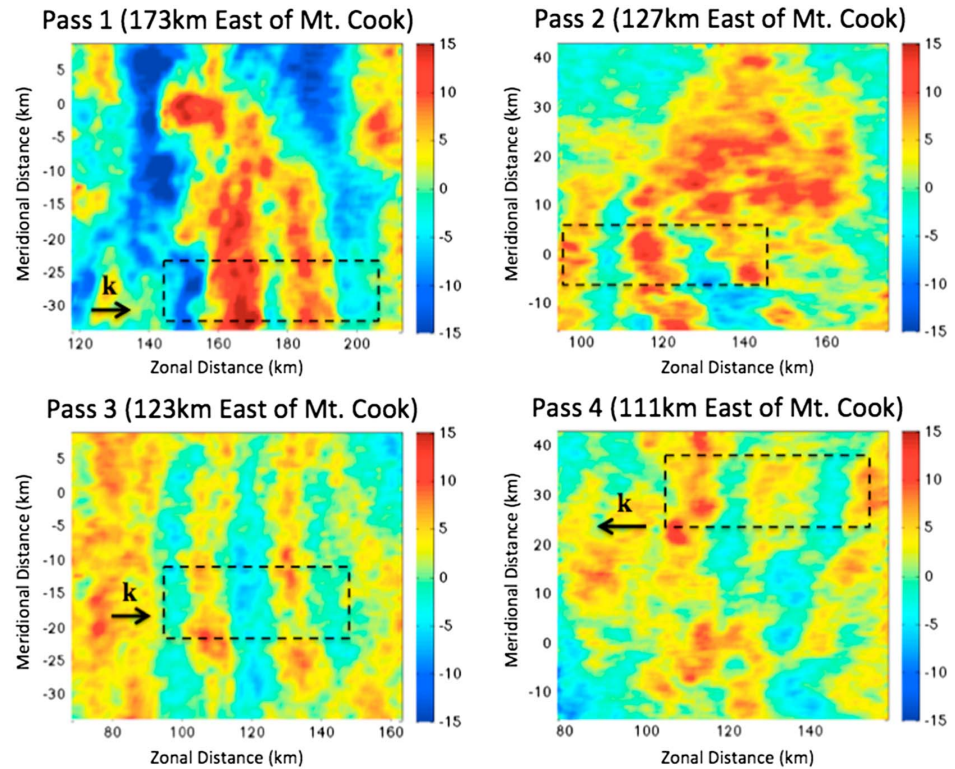 Pass 1 (173km East of Mt. Cook)
Meridional Distance (km)
5
0
-5
-10
-15
-20
-25
-30
k
120 140 160 180 200
Zonal Distance (km)
15
10
5
0
-5
-10
-15
Pass 2 (127km East of Mt. Cook)
Meridional Distance (km)
40
30
20
10
0
-10
100 120 140 160
Zonal Distance (km)
15
10
5
0
-5
-10
-15
Pass 3 (123km East of Mt. Cook)
Meridional Distance (km)
5
0
-5
-10
-15
-20
-25
-30
k
80 100 120 140 160
Zonal Distance (km)
15
10
5
0
-5
-10
-15
Pass 4 (111km East of Mt. Cook)
Meridional Distance (km)
40
30
20
10
0
-10
k
80 100 120 140
Zonal Distance (km)
15
10
5
0
-5
-10
-15